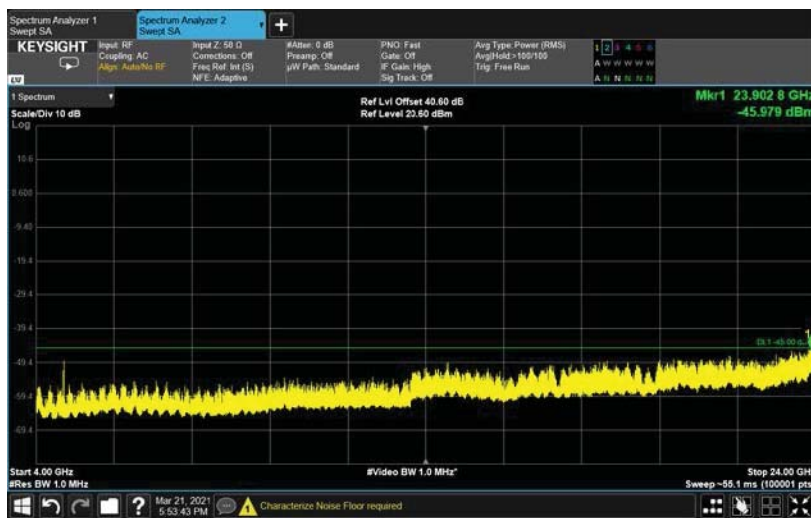 Spectrum Analyzer 1
Swept SA
Spectrum Analyzer 2
Swept SA
KEYSIGHT
Input: RF
Coupling: AC
Align: Auto/No RF
Input Z: 50 Ω
Corrections: Off
Freq Ref: Int (S)
NFE: Adaptive
#Atten: 0 dB
Preamp: Off
µW Path: Standard
PNO: Fast
Gate: Off
IF Gain: High
Sig Track: Off
Avg Type: Power (RMS)
Avg|Hold:>100/100
Trig: Free Run
1 2 3 4 5 6
A W W W W W
A N N N N N
1 Spectrum
Scale/Div 10 dB
Log
Ref Lvl Offset 40.60 dB
Ref Level 20.60 dBm
Mkr1 23.902 8 GHz
-45.979 dBm
10.6
0.600
-9.40
-19.4
-29.4
-39.4
-49.4
-59.4
-69.4
1
DL1 -45.00 d
Start 4.00 GHz
#Res BW 1.0 MHz
#Video BW 1.0 MHz*
Stop 24.00 GH
Sweep ~55.1 ms (100001 pts
Mar 21, 2021
5:53:43 PM
Characterize Noise Floor required